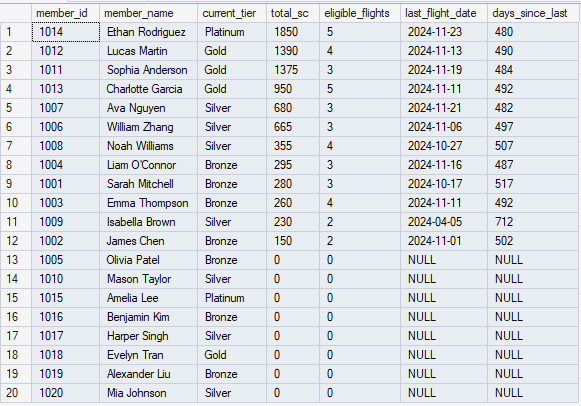 member_id member_name current_tier total_sc eligible_flights last_flight_date days_since_last
1 1014 Ethan Rodriguez Platinum 1850 5 2024-11-23 480
2 1012 Lucas Martin Gold 1390 4 2024-11-13 490
3 1011 Sophia Anderson Gold 1375 3 2024-11-19 484
4 1013 Charlotte Garcia Gold 950 5 2024-11-11 492
5 1007 Ava Nguyen Silver 680 3 2024-11-21 482
6 1006 William Zhang Silver 665 3 2024-11-06 497
7 1008 Noah Williams Silver 355 4 2024-10-27 507
8 1004 Liam O'Connor Bronze 295 3 2024-11-16 487
9 1001 Sarah Mitchell Bronze 280 3 2024-10-17 517
10 1003 Emma Thompson Bronze 260 4 2024-11-11 492
11 1009 Isabella Brown Silver 230 2 2024-04-05 712
12 1002 James Chen Bronze 150 2 2024-11-01 502
13 1005 Olivia Patel Bronze 0 0 NULL NULL
14 1010 Mason Taylor Silver 0 0 NULL NULL
15 1015 Amelia Lee Platinum 0 0 NULL NULL
16 1016 Benjamin Kim Bronze 0 0 NULL NULL
17 1017 Harper Singh Silver 0 0 NULL NULL
18 1018 Evelyn Tran Gold 0 0 NULL NULL
19 1019 Alexander Liu Bronze 0 0 NULL NULL
20 1020 Mia Johnson Silver 0 0 NULL NULL